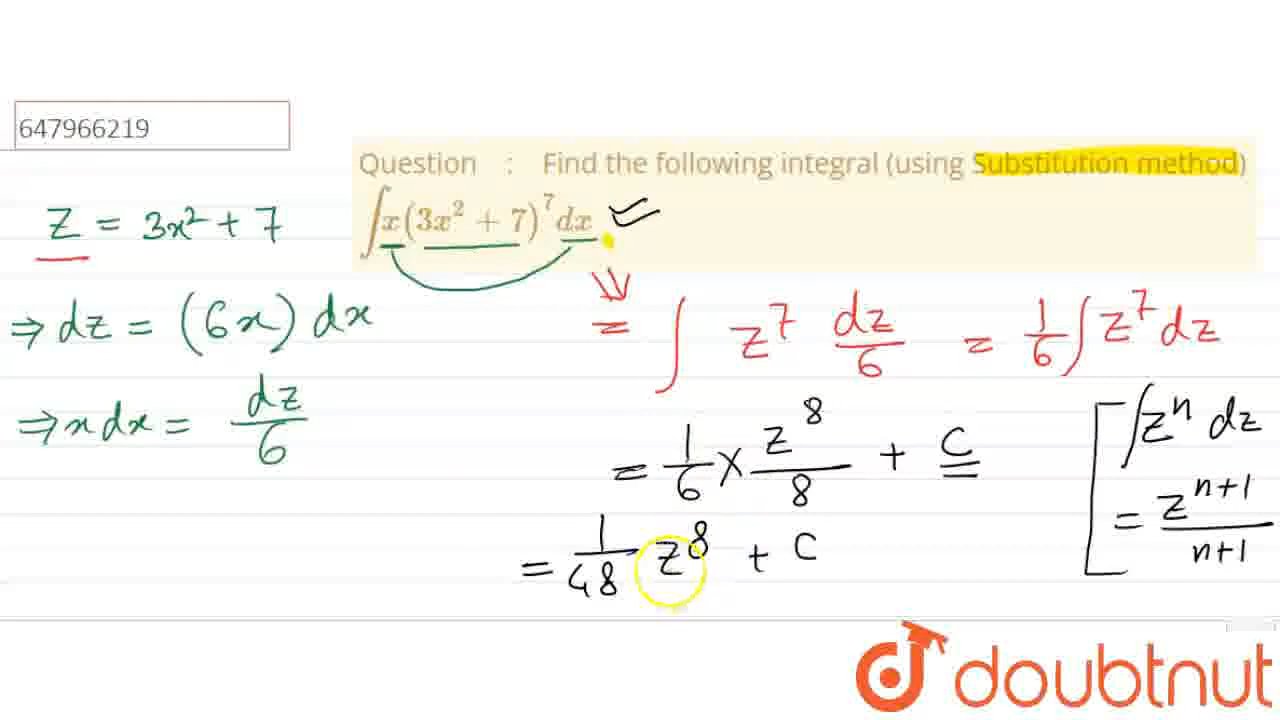 647966219
Question : Find the following integral (using Substitution method)
∫x(3x² + 7)⁷dx
z = 3x² + 7
⇒ dz = (6x) dx
⇒ x dx = dz/6
= ∫ z⁷ dz/6 = 1/6 ∫ z⁷ dz
= 1/6 × z⁸/8 + C
= 1/48 z⁸ + C
[ ∫zⁿ dz
= zⁿ⁺¹/n+1
doubtnut